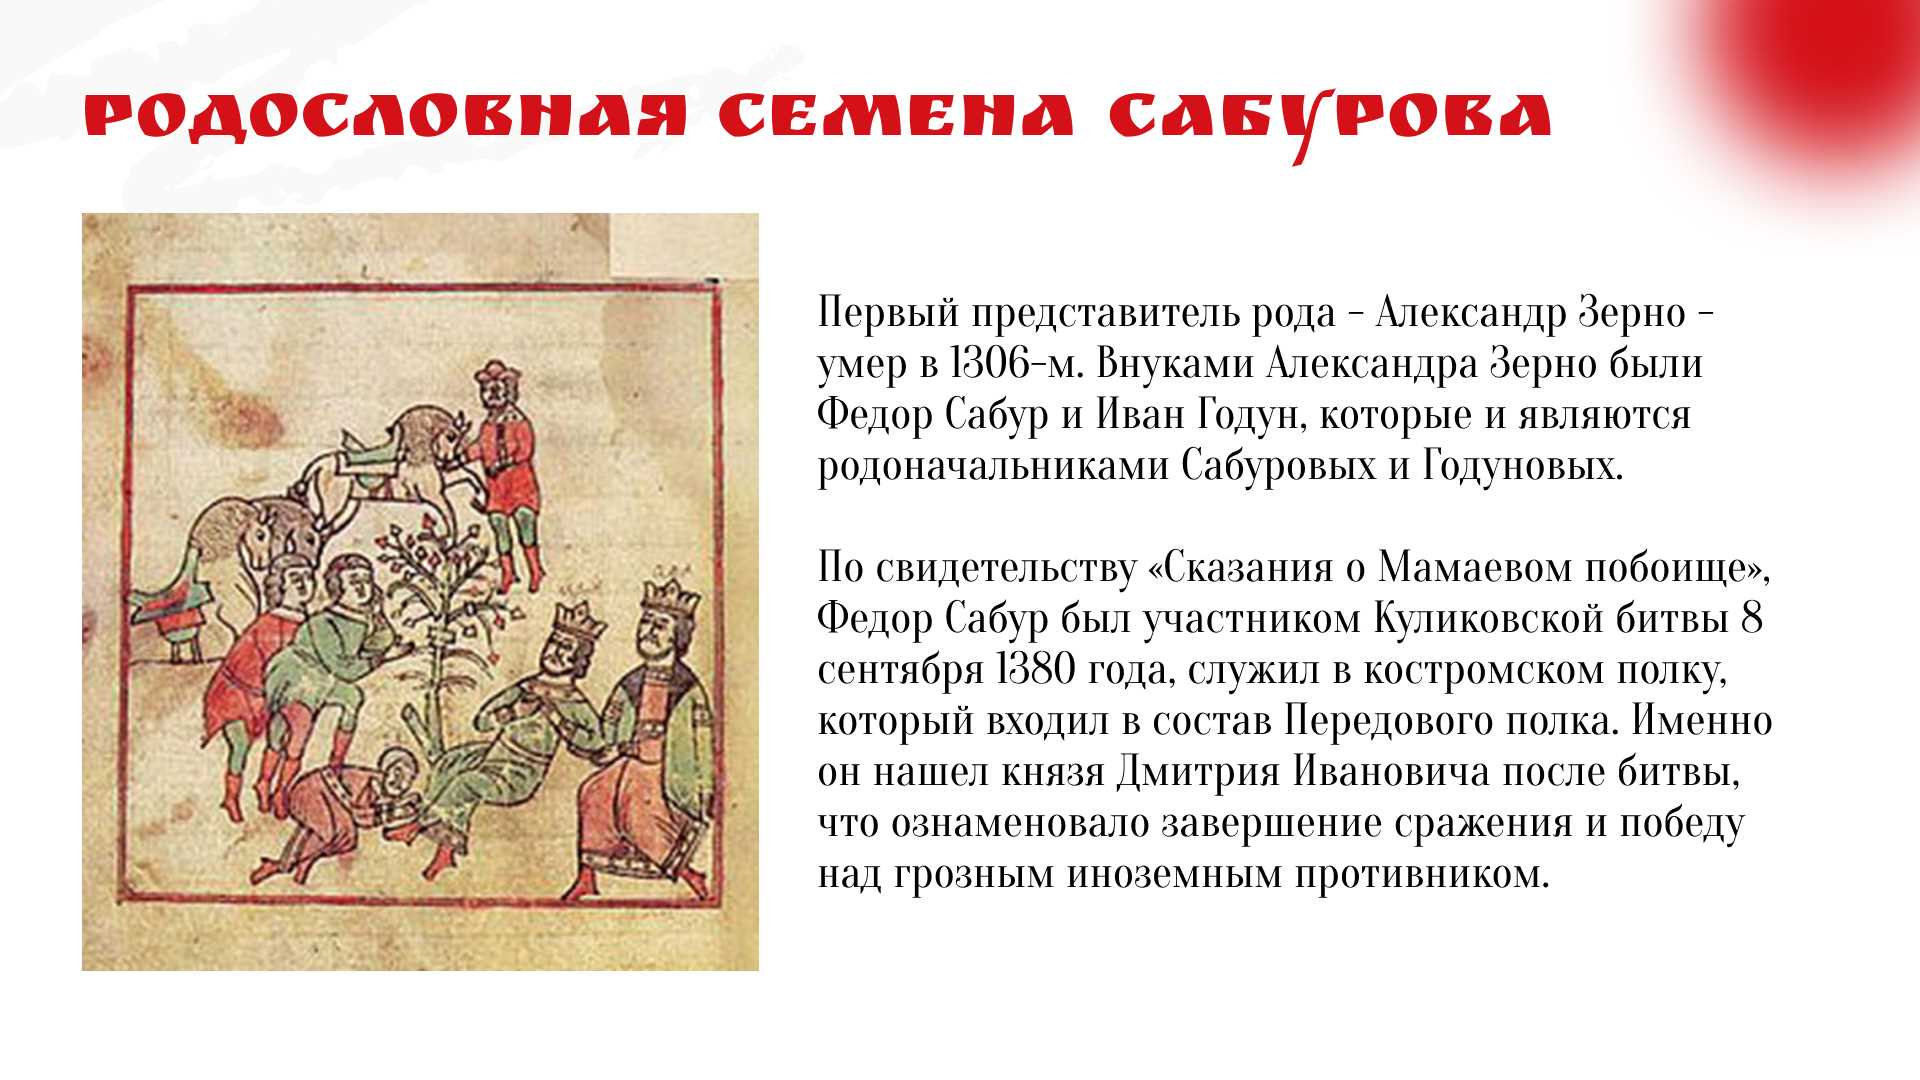 РОДОСЛОВНАЯ СЕМЕНА САБУРОВА
Первый представитель рода – Александр Зерно –
умер в 1306-м. Внуками Александра Зерно были
Федор Сабур и Иван Годун, которые и являются
родоначальниками Сабуровых и Годуновых.
По свидетельству «Сказания о Мамаевом побоище»,
Федор Сабур был участником Куликовской битвы 8
сентября 1380 года, служил в костромском полку,
который входил в состав Передового полка. Именно
он нашел князя Дмитрия Ивановича после битвы,
что ознаменовало завершение сражения и победу
над грозным иноземным противником.